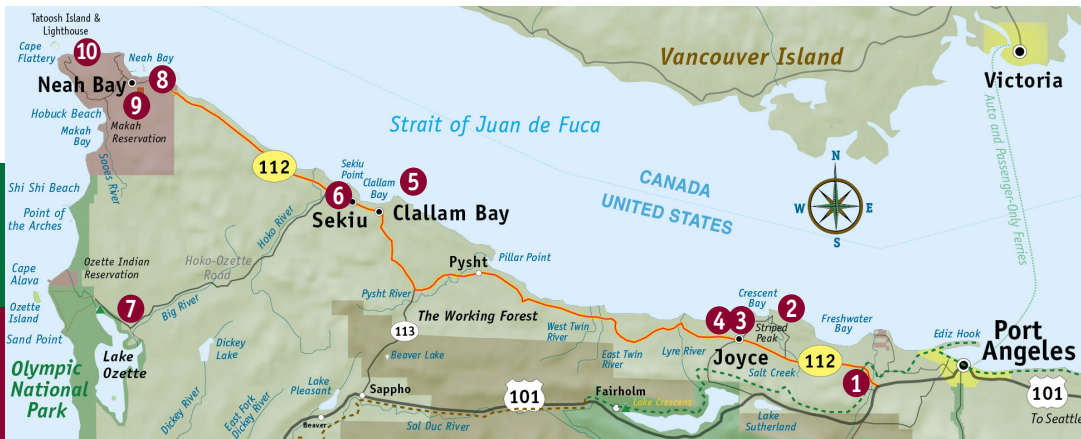 Tatoosh Island &
Lighthouse
Cape
Flattery
10
Neah Bay
Neah Bay
8
9
Hobuck Beach
Makah
Bay
Makah
Reservation
Sooes River
Shi Shi Beach
Point of
the Arches
Cape
Alava
Ozette Indian
Reservation
Ozette
Island
Sand Point
7
Big River
Hoko-Ozette
Road
Hoko River
Lake
Ozette
Olympic
National
Park
Dickey
Lake
Dickey River
East Fork
Dickey River
112
Sekiu
Point
Clallam
Bay
5
6
Sekiu
Clallam Bay
Strait of Juan de Fuca
Vancouver Island
Victoria
CANADA
UNITED STATES
N
W
E
S
Auto and Passenger-Only Ferries
Pysht
Pillar Point
Pysht River
The Working Forest
113
Beaver Lake
Lake
Pleasant
Sappho
Beaver
Sol Duc River
101
West Twin
River
East Twin
River
Lyre River
Fairholm
Lake Crescent
4
3
Joyce
Crescent
Bay
2
Striped
Peak
Salt Creek
112
1
Freshwater
Bay
Lake
Sutherland
Ediz Hook
Port
Angeles
101
To Seattle